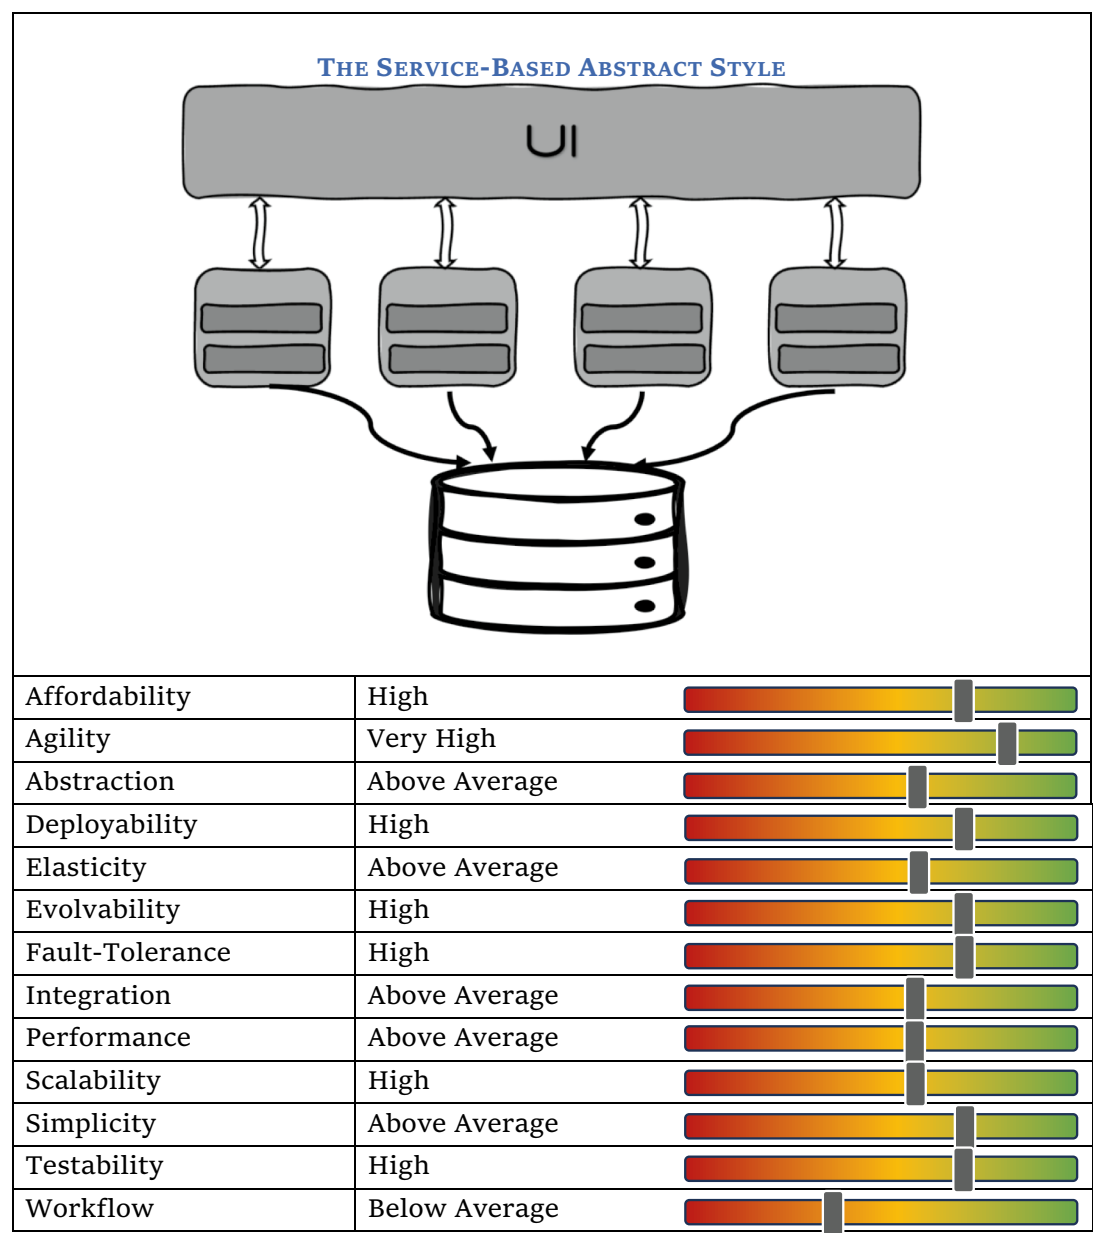 THE SERVICE-BASED ABSTRACT STYLE
UI
Affordability High
Agility Very High
Abstraction Above Average
Deployability High
Elasticity Above Average
Evolvability High
Fault-Tolerance High
Integration Above Average
Performance Above Average
Scalability High
Simplicity Above Average
Testability High
Workflow Below Average